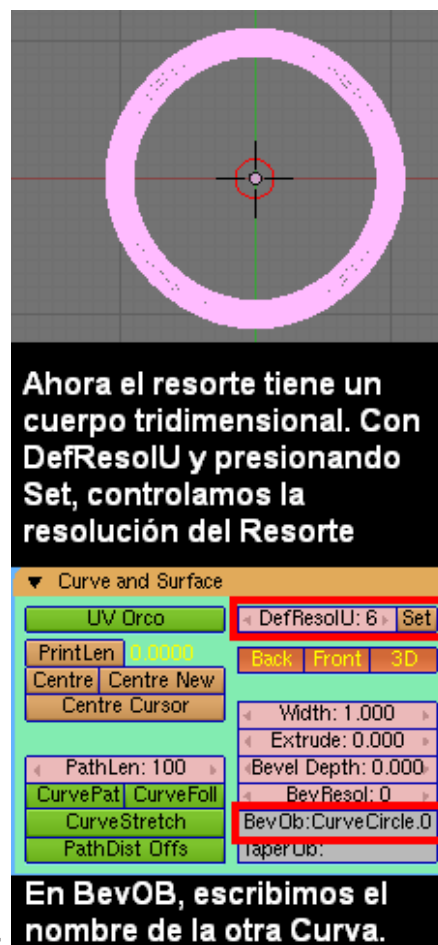 Ahora el resorte tiene un
cuerpo tridimensional. Con
DefResolU y presionando
Set, controlamos la
resolución del Resorte
Curve and Surface
UV Orco
DefResolU: 6
Set
PrintLen
0.0000
Back
Front
3D
Centre
Centre New
Centre Cursor
Width: 1.000
Extrude: 0.000
PathLen: 100
Bevel Depth: 0.000
CurvePat
CurveFoll
BevResol: 0
CurveStretch
BevOb:CurveCircle.0
PathDist Offs
TaperOb:
En BevOB, escribimos el
nombre de la otra Curva.